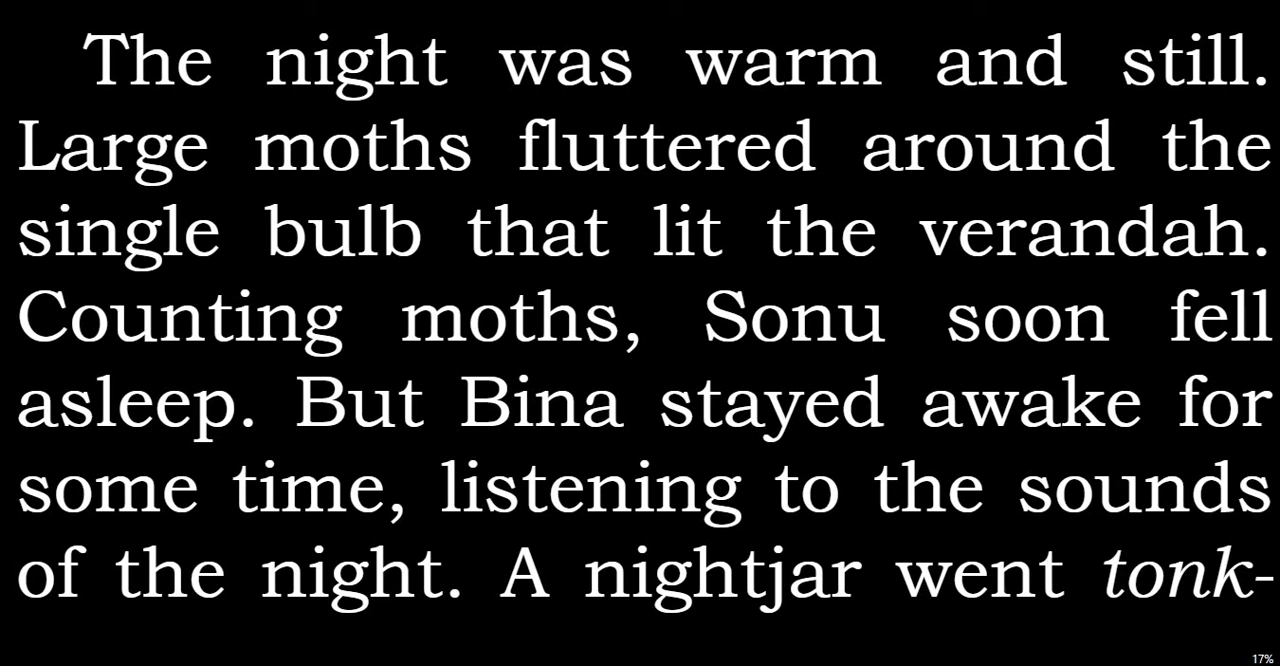 The night was warm and still.
Large moths fluttered around the
single bulb that lit the verandah.
Counting moths, Sonu soon fell
asleep. But Bina stayed awake for
some time, listening to the sounds
of the night. A nightjar went tonk-
17%